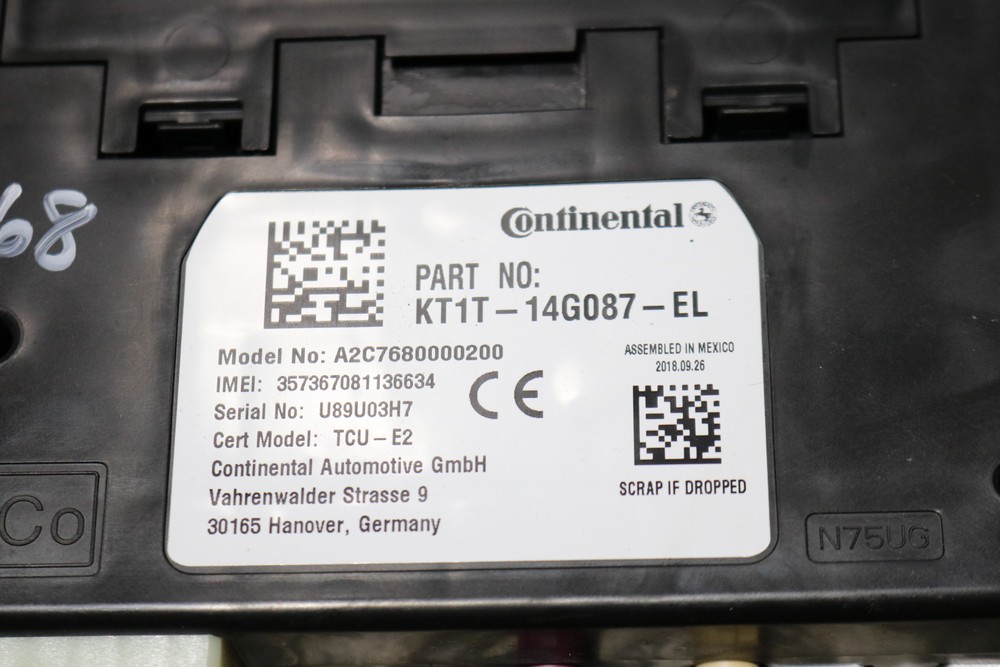 68
Continental
PART NO:
KT1T-14G087-EL
Model No: A2C7680000200
IMEI: 357367081136634
Serial No: U89U03H7
Cert Model: TCU-E2
Continental Automotive GmbH
Vahrenwalder Strasse 9
30165 Hanover, Germany
ASSEMBLED IN MEXICO
2018.09.26
SCRAP IF DROPPED
Co
N75UG